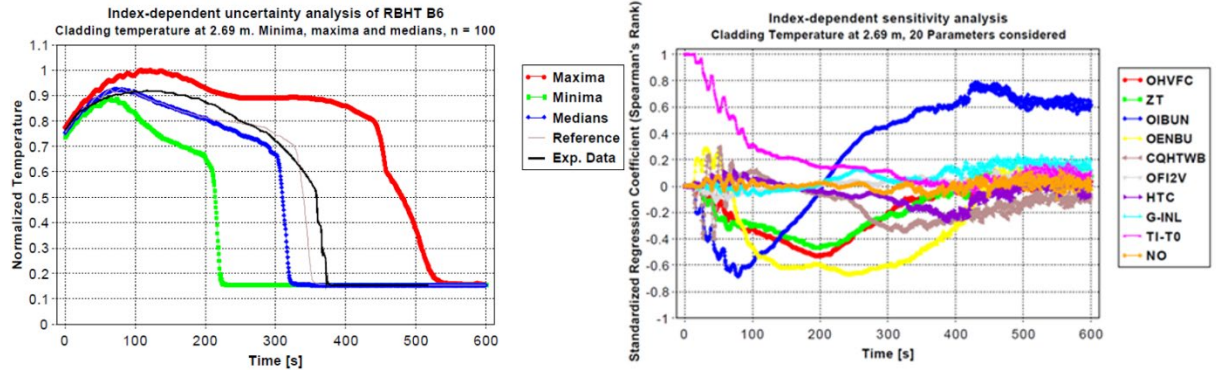 Index-dependent uncertainty analysis of RBHT B6
Cladding temperature at 2.69 m. Minima, maxima and medians, n = 100
Normalized Temperature
1.1
1
0.9
0.8
0.7
0.6
0.5
0.4
0.3
0.2
0.1
0
0 100 200 300 400 500 600
Time [s]
Maxima
Minima
Medians
Reference
Exp. Data
Index-dependent sensitivity analysis
Cladding Temperature at 2.69 m, 20 Parameters considered
Standardized Regression Coefficient (Spearman's Rank)
1
0.8
0.6
0.4
0.2
0
-0.2
-0.4
-0.6
-0.8
-1
0 100 200 300 400 500 600
Time [s]
OHVFC
ZT
OIBUN
OENBU
CQHTWB
OFI2V
HTC
G-INL
TI-T0
NO